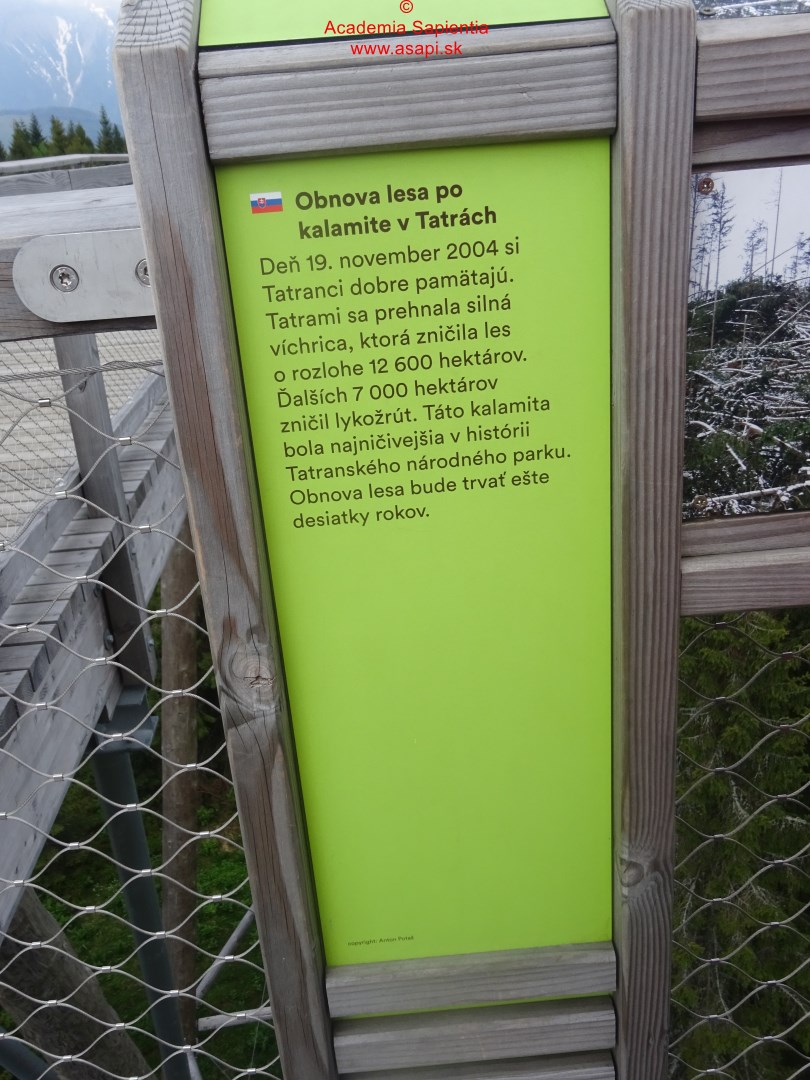 ©
Academia Sapientia
www.asapi.sk
Obnova lesa po
kalamite v Tatrách
Deň 19. november 2004 si
Tatranci dobre pamätajú.
Tatrami sa prehnala silná
víchrica, ktorá zničila les
o rozlohe 12 600 hektárov.
Ďalších 7 000 hektárov
zničil lykožrút. Táto kalamita
bola najničivejšia v histórii
Tatranského národného parku.
Obnova lesa bude trvať ešte
desiatky rokov.
copyright: Anton